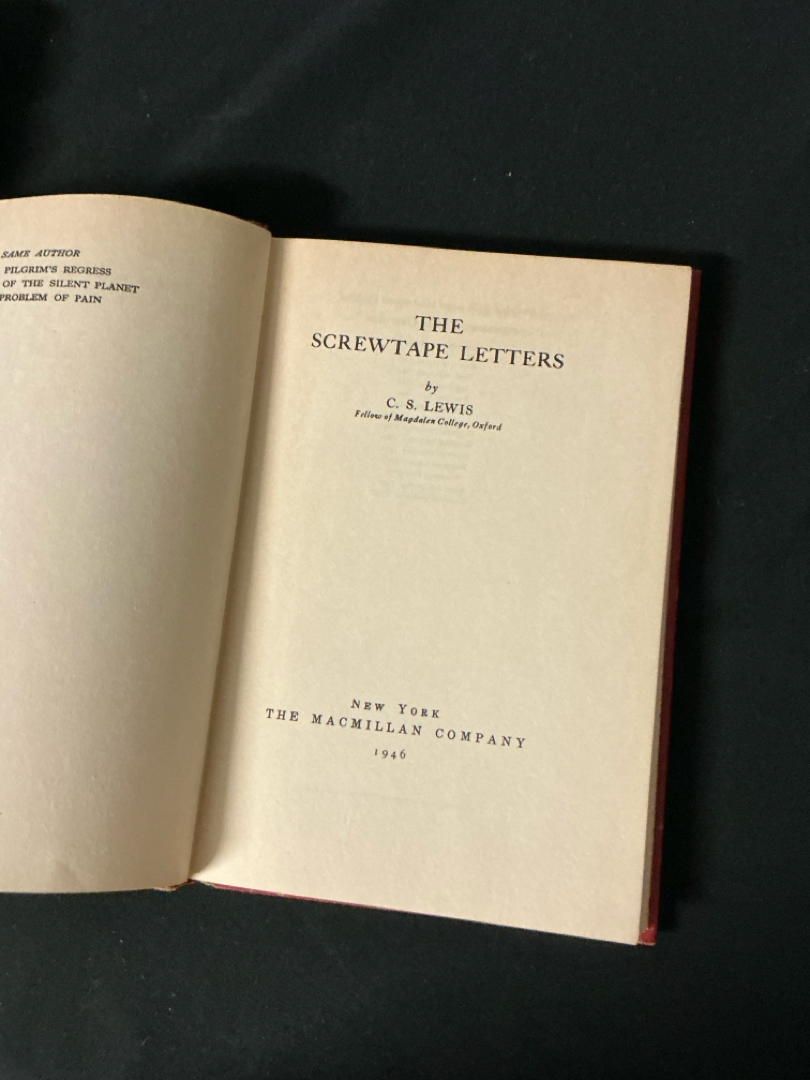 SAME AUTHOR
PILGRIM'S REGRESS
OF THE SILENT PLANET
PROBLEM OF PAIN
THE
SCREWTAPE LETTERS
by
C. S. LEWIS
Fellow of Magdalen College, Oxford
NEW YORK
THE MACMILLAN COMPANY
1946